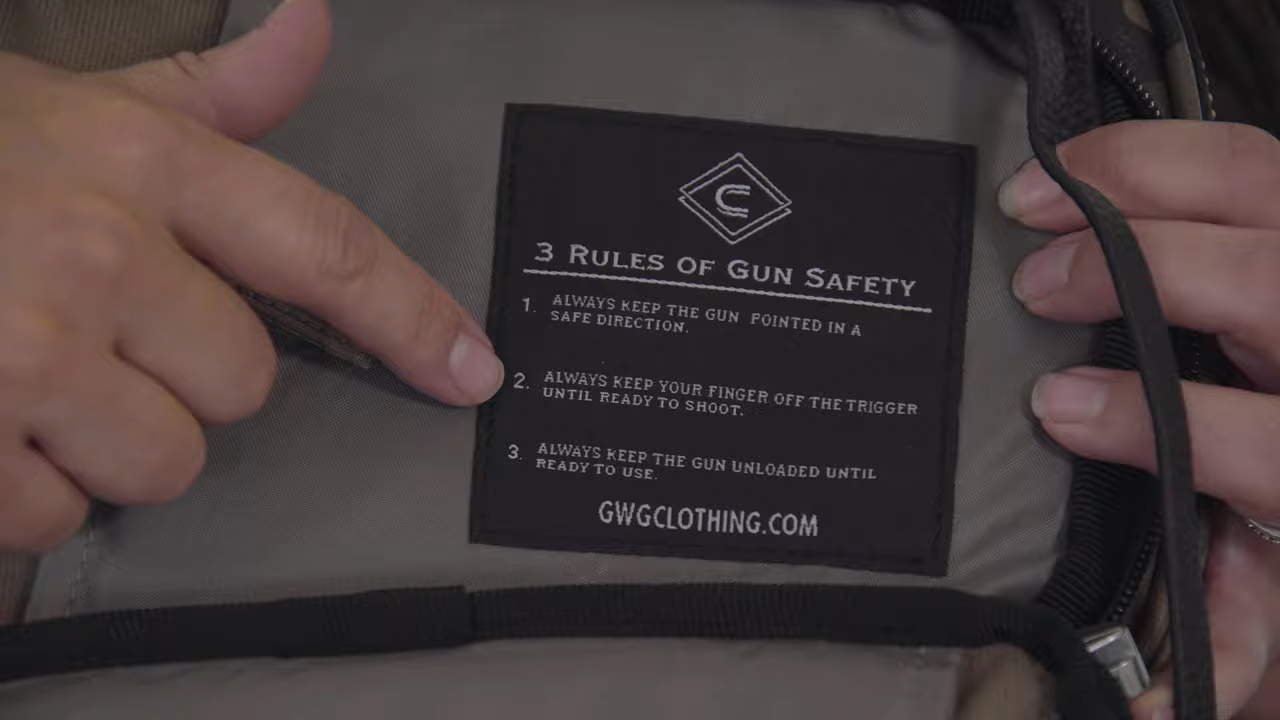 C
3 RULES OF GUN SAFETY
1. ALWAYS KEEP THE GUN POINTED IN A
SAFE DIRECTION.
2. ALWAYS KEEP YOUR FINGER OFF THE TRIGGER
UNTIL READY TO SHOOT.
3. ALWAYS KEEP THE GUN UNLOADED UNTIL
READY TO USE.
GWGCLOTHING.COM